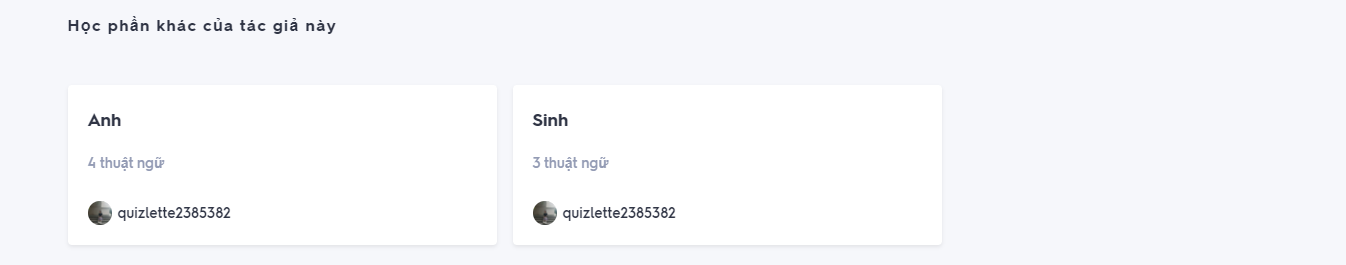 Học phần khác của tác giả này
Anh
4 thuật ngữ
quizlette2385382
Sinh
3 thuật ngữ
quizlette2385382